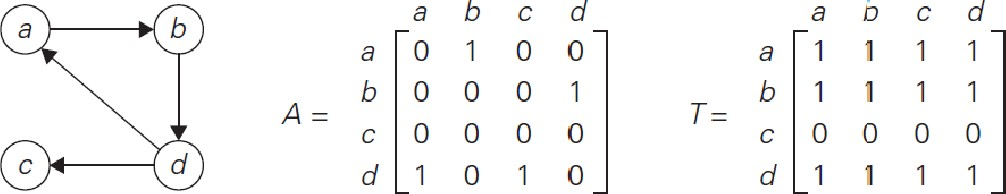 a b
c d
a b c d
A =
a 0 1 0 0
b 0 0 0 1
c 0 0 0 0
d 1 0 1 0
a b c d
T =
a 1 1 1 1
b 1 1 1 1
c 0 0 0 0
d 1 1 1 1